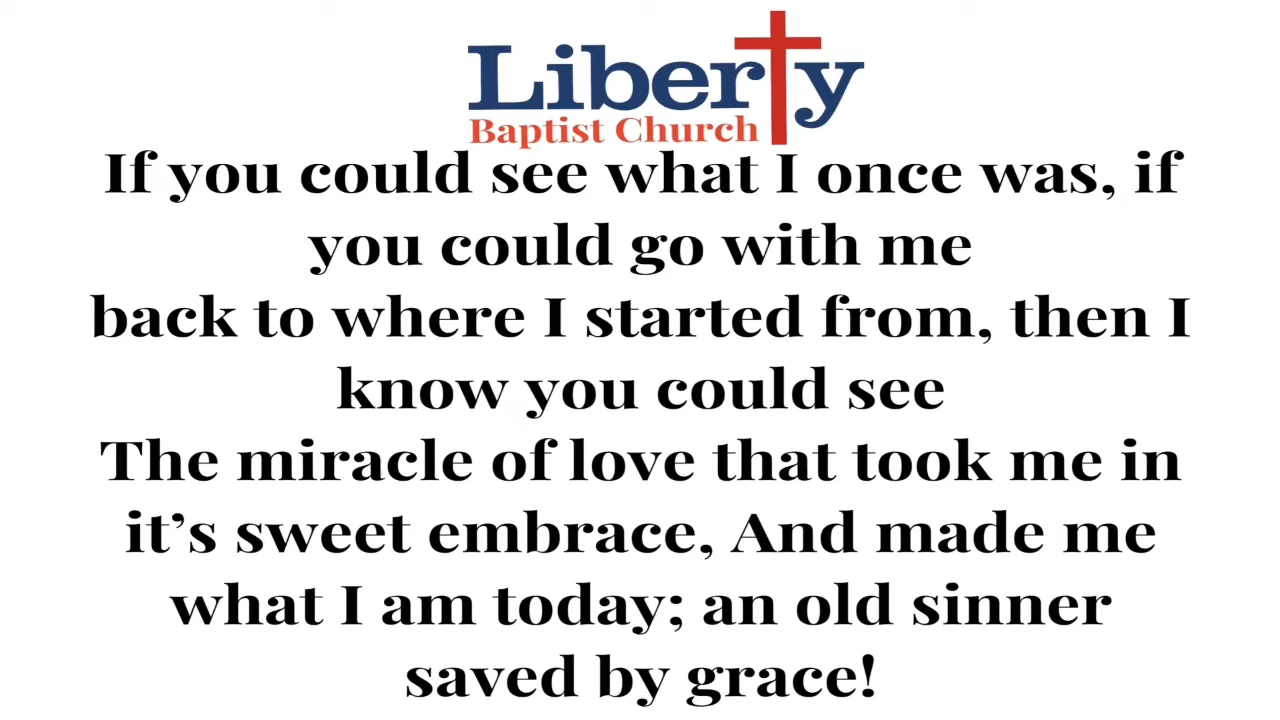 Liberty
Baptist Church
If you could see what I once was, if
you could go with me
back to where I started from, then I
know you could see
The miracle of love that took me in
it’s sweet embrace, And made me
what I am today; an old sinner
saved by grace!